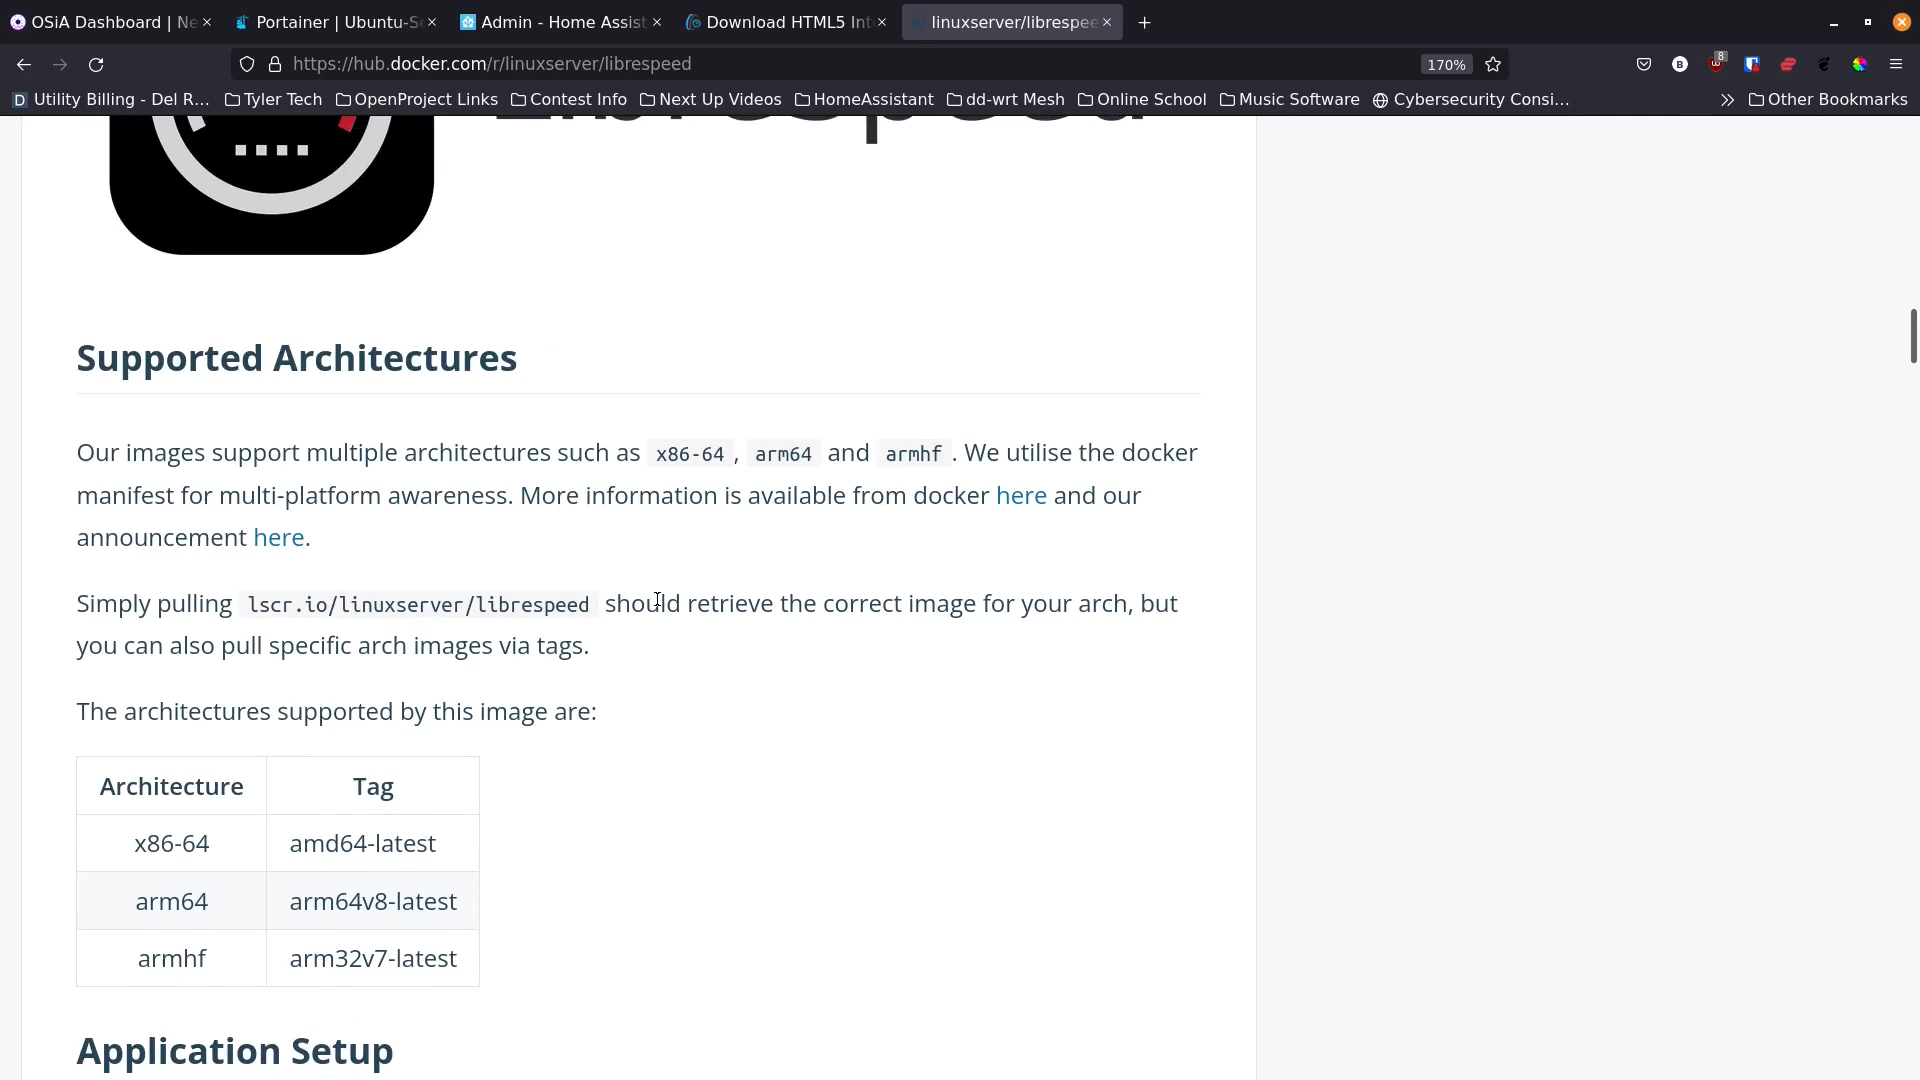 OSiA Dashboard | Ne
Portainer | Ubuntu-S
Admin - Home Assist
Download HTML5 Int
linuxserver/librespee
https://hub.docker.com/r/linuxserver/librespeed
170%
8
Utility Billing - Del R...
Tyler Tech
OpenProject Links
Contest Info
Next Up Videos
HomeAssistant
dd-wrt Mesh
Online School
Music Software
Cybersecurity Consi...
Other Bookmarks
Supported Architectures
Our images support multiple architectures such as x86-64 , arm64 and armhf . We utilise the docker
manifest for multi-platform awareness. More information is available from docker here and our
announcement here.
Simply pulling lscr.io/linuxserver/librespeed should retrieve the correct image for your arch, but
you can also pull specific arch images via tags.
The architectures supported by this image are:
Architecture Tag
x86-64 amd64-latest
arm64 arm64v8-latest
armhf arm32v7-latest
Application Setup